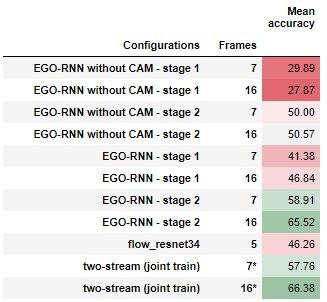 Mean
accuracy
Configurations Frames
EGO-RNN without CAM - stage 1 7 29.89
EGO-RNN without CAM - stage 1 16 27.87
EGO-RNN without CAM - stage 2 7 50.00
EGO-RNN without CAM - stage 2 16 50.57
EGO-RNN - stage 1 7 41.38
EGO-RNN - stage 1 16 46.84
EGO-RNN - stage 2 7 58.91
EGO-RNN - stage 2 16 65.52
flow_resnet34 5 46.26
two-stream (joint train) 7* 57.76
two-stream (joint train) 16* 66.38